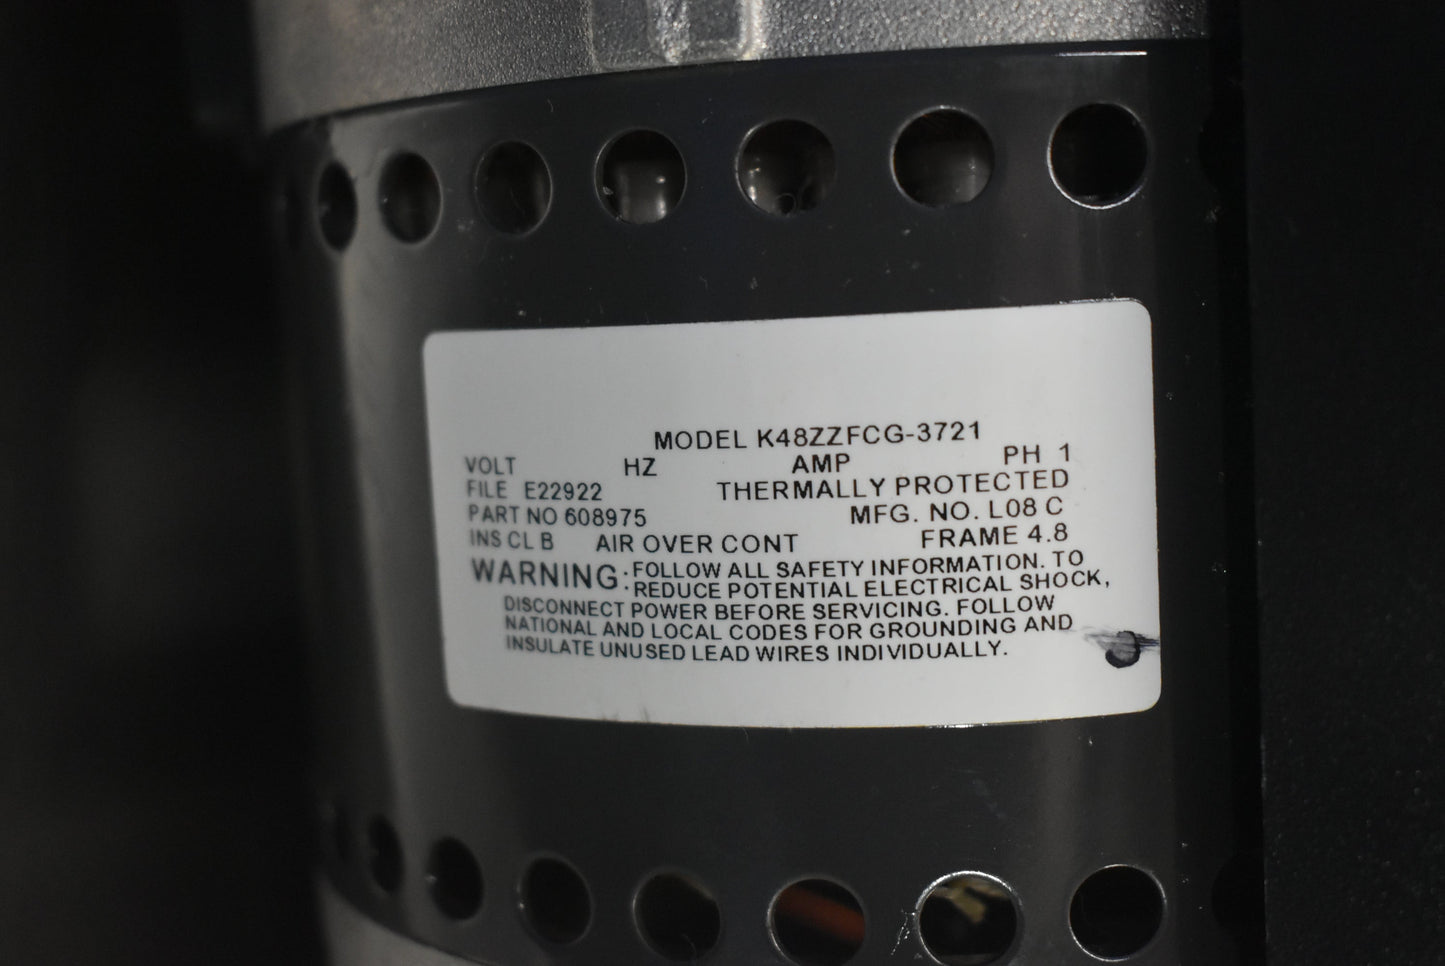 MODEL K48ZZFCG-3721
VOLT HZ AMP PH 1
FILE E22922 THERMALLY PROTECTED
PART NO 608975 MFG. NO. L08 C
INS CL B AIR OVER CONT FRAME 4.8
WARNING: FOLLOW ALL SAFETY INFORMATION. TO
REDUCE POTENTIAL ELECTRICAL SHOCK,
DISCONNECT POWER BEFORE SERVICING. FOLLOW
NATIONAL AND LOCAL CODES FOR GROUNDING AND
INSULATE UNUSED LEAD WIRES INDIVIDUALLY.